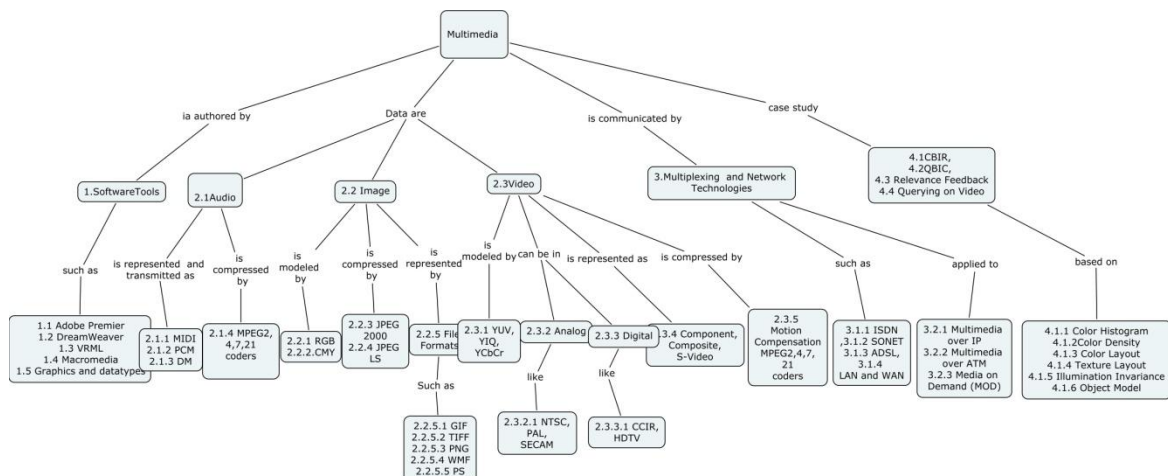 Multimedia
ia authored by
Data are
is communicated by
case study
1.SoftwareTools
2.1Audio
2.2 Image
2.3Video
3.Multiplexing and Network
Technologies
4.1CBIR,
4.2QBIC,
4.3 Relevance Feedback
4.4 Querying on Video
such as
is represented and
transmitted as
is
compressed by
is
modeled by
is
compressed by
is
represented
by
is
modeled by
can be in
is represented as
is compressed by
such as
applied to
based on
1.1 Adobe Premier
1.2 DreamWeaver
1.3 VRML
1.4 Macromedia
1.5 Graphics and datatypes
2.1.1 MIDI
2.1.2 PCM
2.1.3 DM
2.1.4 MPEG2,
4,7,21
coders
2.2.1 RGB
2.2.2.CMY
2.2.3 JPEG
2000
2.2.4 JPEG
LS
2.2.5 File
Formats
2.3.1 YUV,
YIQ,
YCbCr
2.3.2 Analog
2.3.3 Digital
.3.4 Component,
Composite,
S-Video
2.3.5
Motion
Compensation
MPEG2,4,7,
21
coders
3.1.1 ISDN
,3.1.2 SONET
3.1.3 ADSL,
3.1.4
LAN and WAN
3.2.1 Multimedia
over IP
3.2.2 Multimedia
over ATM
3.2.3 Media on
Demand (MOD)
4.1.1 Color Histogram
4.1.2Color Density
4.1.3 Color Layout
4.1.4 Texture Layout
4.1.5 Illumination Invariance
4.1.6 Object Model
Such as
like
like
2.2.5.1 GIF
2.2.5.2 TIFF
2.2.5.3 PNG
2.2.5.4 WMF
2.2.5.5 PS
2.3.2.1 NTSC,
PAL,
SECAM
2.3.3.1 CCIR,
HDTV